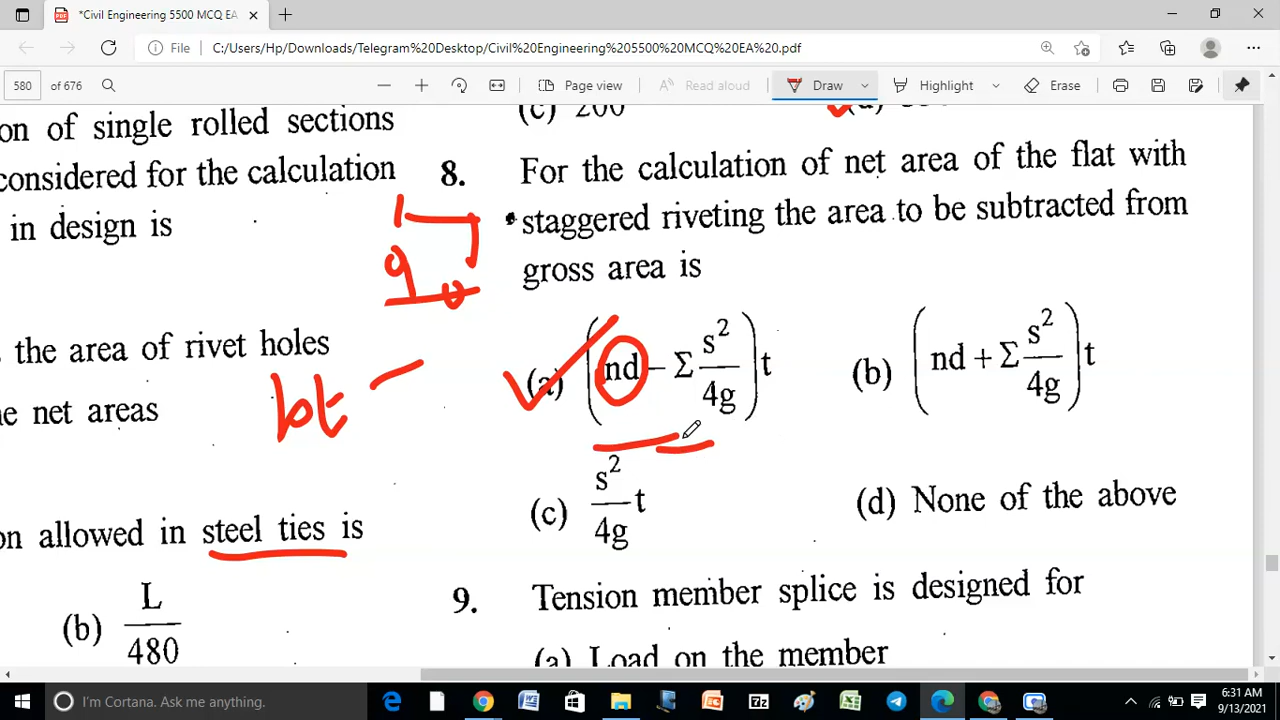 *Civil Engineering 5500 MCQ EA
File
C:/Users/Hp/Downloads/Telegram%20Desktop/Civil%20Engineering%205500%20MCQ%20EA%20.pdf
580 of 676
Page view
Read aloud
Draw
Highlight
Erase
on of single rolled sections
considered for the calculation
in design is
the area of rivet holes
bt −
ne net areas
on allowed in steel ties is
(b) L/480
(c) 200
8. For the calculation of net area of the flat with
staggered riveting the area to be subtracted from
gross area is
(a) (nd − Σ s²/4g) t (b) (nd + Σ s²/4g) t
(c) s²/4g t (d) None of the above
9. Tension member splice is designed for
(a) Load on the member
I'm Cortana. Ask me anything.
6:31 AM
9/13/2021